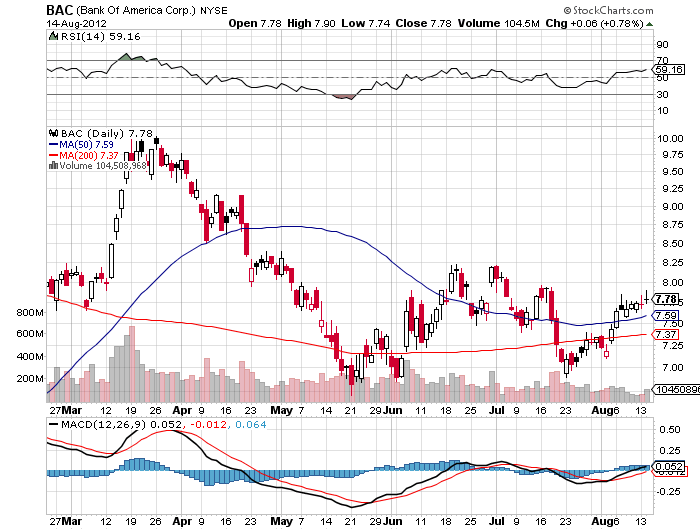 BAC (Bank Of America Corp.) NYSE © StockCharts.com
14-Aug-2012 Open 7.78 High 7.90 Low 7.74 Close 7.78 Volume 104.5M Chg +0.06 (+0.78%)
RSI(14) 59.16
90
70
59.16
50
30
10
BAC (Daily) 7.78
MA(50) 7.59
MA(200) 7.37
Volume 104,508,968
10.00
9.75
9.50
9.25
9.00
8.75
8.50
8.25
8.00
7.78
7.59
7.50
7.37
7.25
7.00
800M
600M
400M
200M
10450896
27 Mar 12 19 26 Apr 9 16 23 May 7 14 21 Jun 11 18 25 Jul 9 16 23 Aug 6 13
MACD(12,26,9) 0.052, -0.012, 0.064
0.50
0.25
0.052
27 Mar 12 19 26 Apr 9 16 23 May 7 14 21 Jun 11 18 25 Jul 9 16 23 Aug 6 13